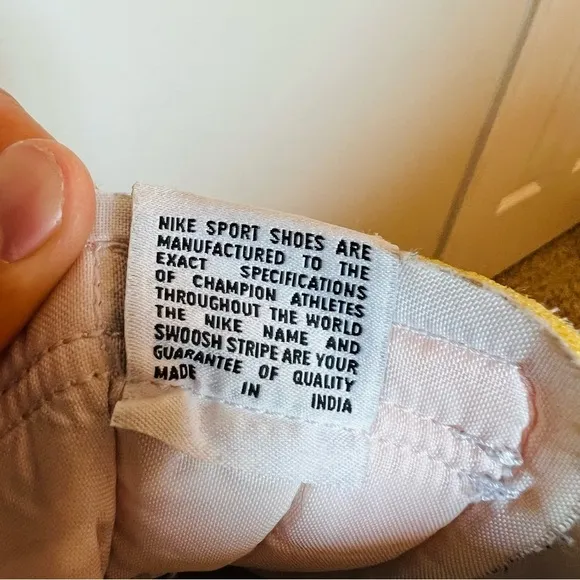 NIKE SPORT SHOES ARE
MANUFACTURED TO THE
EXACT SPECIFICATIONS
OF CHAMPION ATHLETES
THROUGHOUT THE WORLD
THE NIKE NAME AND
SWOOSH STRIPE ARE YOUR
GUARANTEE OF QUALITY
MADE IN INDIA